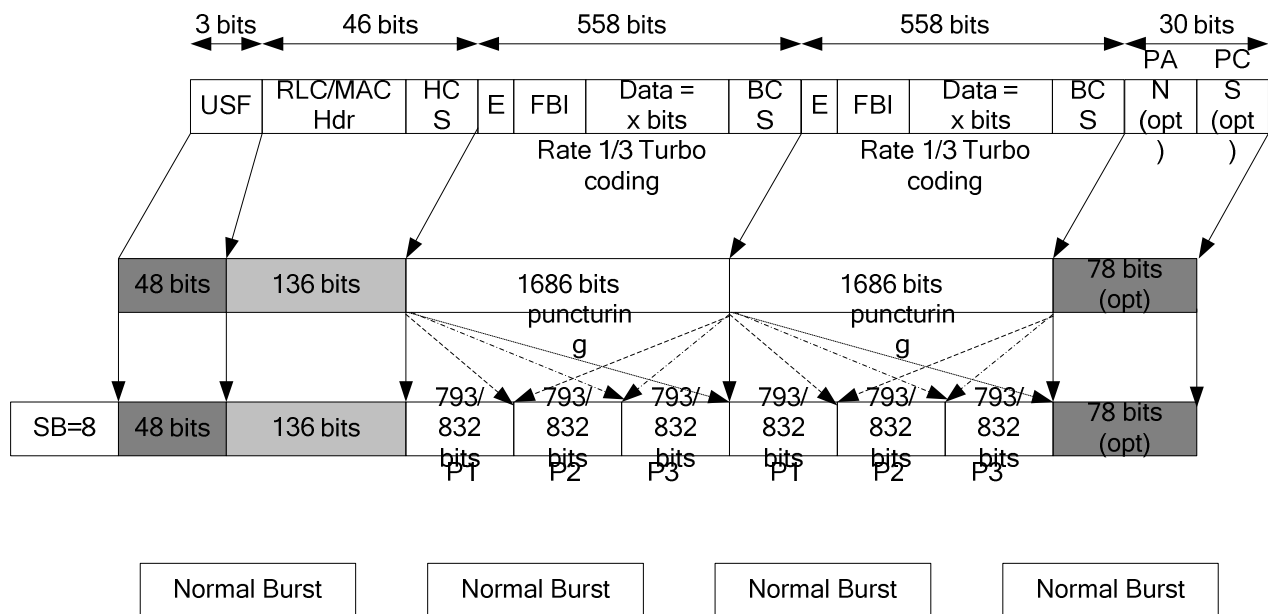 3 bits 46 bits 558 bits 558 bits 30 bits
USF
RLC/MAC
Hdr
HC
S
E
FBI
Data =
x bits
BC
S
E
FBI
Data =
x bits
BC
S
PA
N
(opt
)
PC
S
(opt
)
Rate 1/3 Turbo
coding
Rate 1/3 Turbo
coding
48 bits
136 bits
1686 bits
puncturin
g
1686 bits
puncturin
g
78 bits
(opt)
SB=8
48 bits
136 bits
793/
832
bits
P1
793/
832
bits
P2
793/
832
bits
P3
793/
832
bits
P1
793/
832
bits
P2
793/
832
bits
P3
78 bits
(opt)
Normal Burst Normal Burst Normal Burst Normal Burst